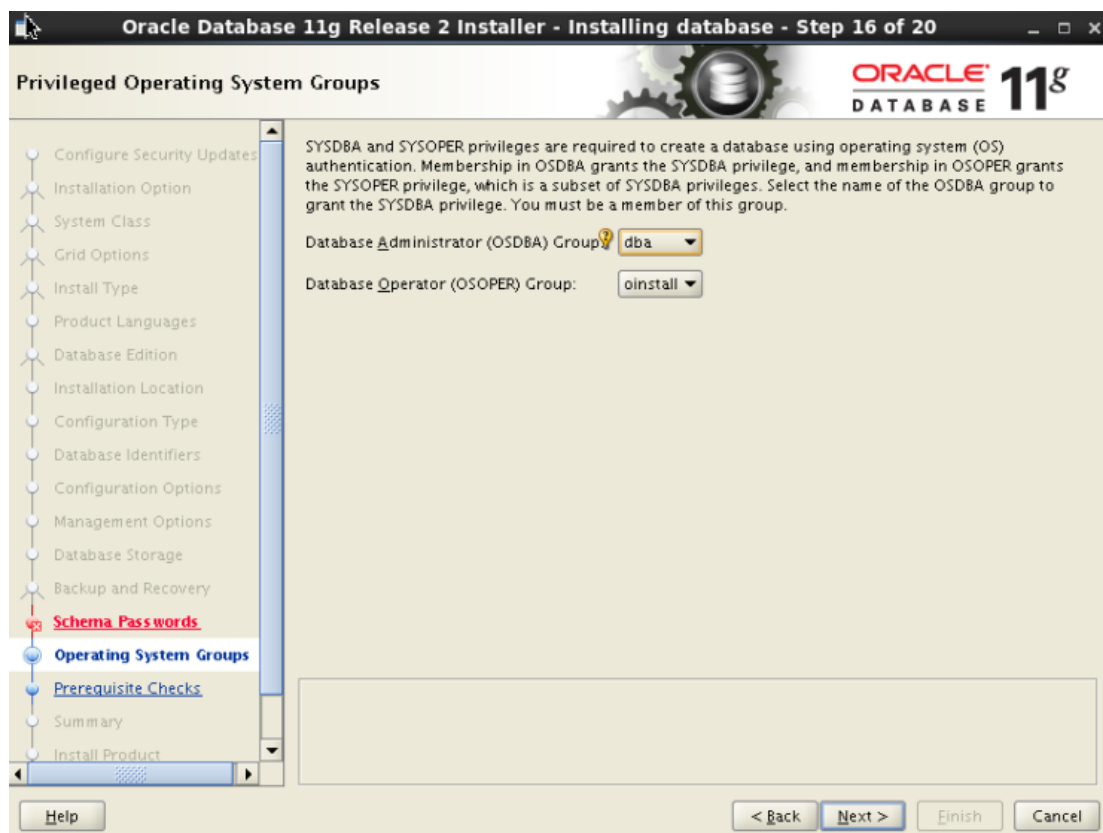 Oracle Database 11g Release 2 Installer - Installing database - Step 16 of 20
Privileged Operating System Groups
ORACLE
DATABASE
11g
Configure Security Updates
Installation Option
System Class
Grid Options
Install Type
Product Languages
Database Edition
Installation Location
Configuration Type
Database Identifiers
Configuration Options
Management Options
Database Storage
Backup and Recovery
Schema Passwords
Operating System Groups
Prerequisite Checks
Summary
Install Product
SYSDBA and SYSOPER privileges are required to create a database using operating system (OS)
authentication. Membership in OSDBA grants the SYSDBA privilege, and membership in OSOPER grants
the SYSOPER privilege, which is a subset of SYSDBA privileges. Select the name of the OSDBA group to
grant the SYSDBA privilege. You must be a member of this group.
Database Administrator (OSDBA) Group dba
Database Operator (OSOPER) Group: oinstall
Help
< Back Next > Finish Cancel